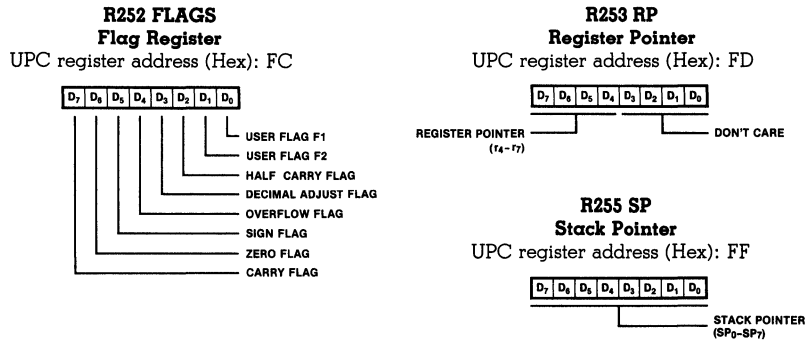 R252 FLAGS
Flag Register
UPC register address (Hex): FC
D7 D6 D5 D4 D3 D2 D1 D0
USER FLAG F1
USER FLAG F2
HALF CARRY FLAG
DECIMAL ADJUST FLAG
OVERFLOW FLAG
SIGN FLAG
ZERO FLAG
CARRY FLAG
R253 RP
Register Pointer
UPC register address (Hex): FD
D7 D6 D5 D4 D3 D2 D1 D0
REGISTER POINTER
(r4–r7)
DON'T CARE
R255 SP
Stack Pointer
UPC register address (Hex): FF
D7 D6 D5 D4 D3 D2 D1 D0
STACK POINTER
(SP0–SP7)